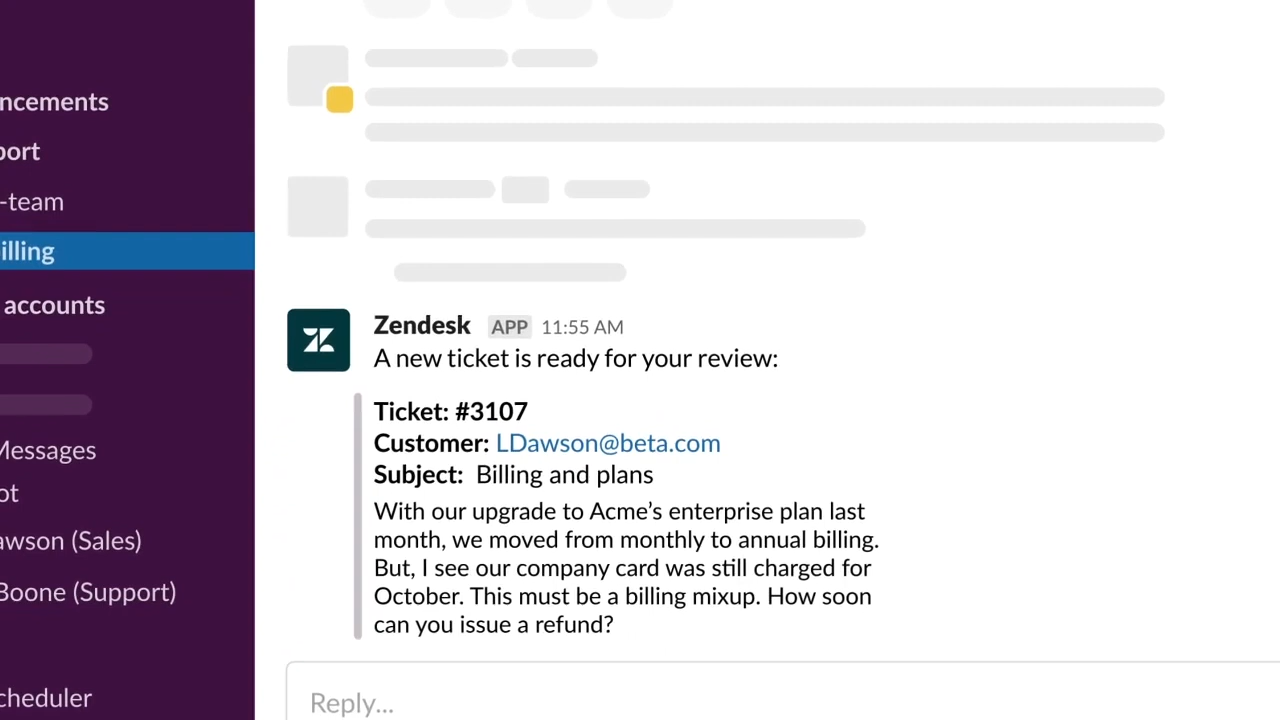 ncements
port
-team
illing
accounts
Messages
ot
awson (Sales)
Boone (Support)
cheduler
Zendesk APP 11:55 AM
A new ticket is ready for your review:
Ticket: #3107
Customer: LDawson@beta.com
Subject: Billing and plans
With our upgrade to Acme’s enterprise plan last
month, we moved from monthly to annual billing.
But, I see our company card was still charged for
October. This must be a billing mixup. How soon
can you issue a refund?
Reply...